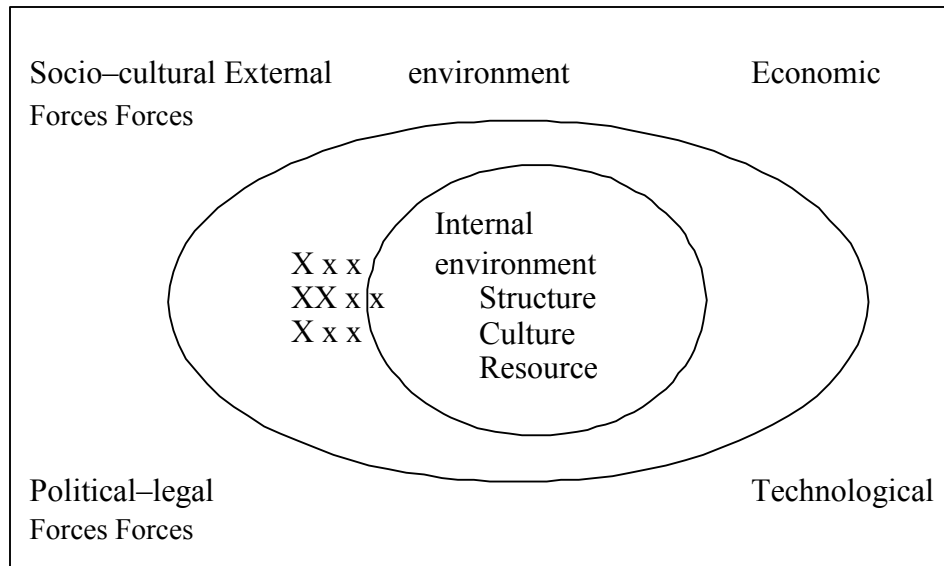 Socio–cultural External environment Economic
Forces Forces
Internal
X x x environment
XX x x Structure
X x x Culture
Resource
Political–legal Technological
Forces Forces